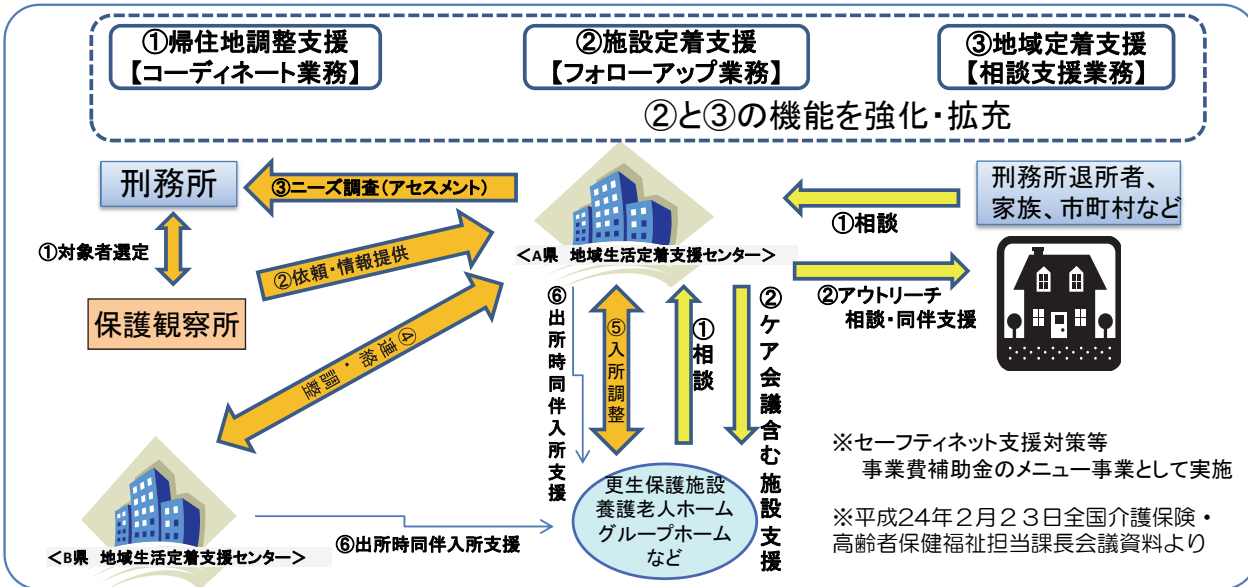 ①帰住地調整支援
【コーディネート業務】
②施設定着支援
【フォローアップ業務】
③地域定着支援
【相談支援業務】
②と③の機能を強化・拡充
刑務所
③ニーズ調査(アセスメント)
刑務所退所者、
家族、市町村など
①相談
①対象者選定
②依頼・情報提供
<A県 地域生活定着支援センター>
②アウトリーチ
相談・同伴支援
保護観察所
④連絡・調整
⑥出所時同伴入所支援
⑤入所調整
①相談
②ケア会議含む施設支援
※セーフティネット支援対策等
事業費補助金のメニュー事業として実施
更生保護施設
養護老人ホーム
グループホーム
など
※平成24年2月23日全国介護保険・
高齢者保健福祉担当課長会議資料より
⑥出所時同伴入所支援
<B県 地域生活定着支援センター>